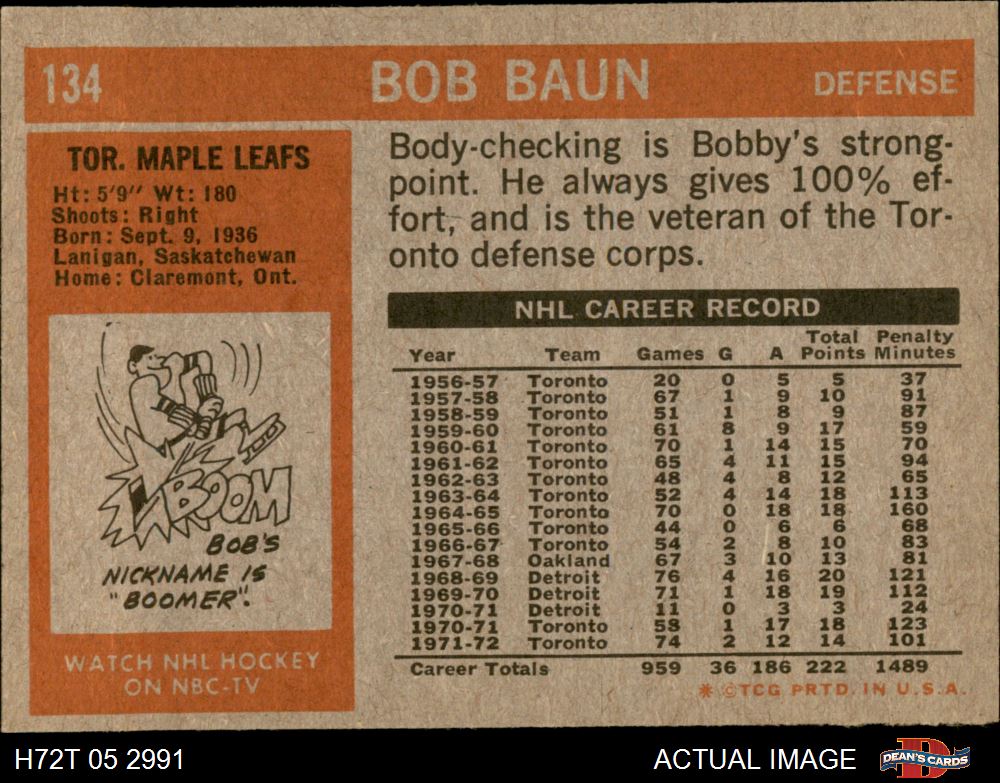 134 BOB BAUN DEFENSE
TOR. MAPLE LEAFS
Ht: 5'9" Wt: 180
Shoots: Right
Born: Sept. 9, 1936
Lanigan, Saskatchewan
Home: Claremont, Ont.
BOOM
BOB'S
NICKNAME IS
"BOOMER".
WATCH NHL HOCKEY
ON NBC-TV
Body-checking is Bobby's strong-
point. He always gives 100% ef-
fort, and is the veteran of the Tor-
onto defense corps.
NHL CAREER RECORD
Year Team Games G A Total Points Penalty Minutes
1956-57 Toronto 20 0 5 5 37
1957-58 Toronto 67 1 9 10 91
1958-59 Toronto 51 1 8 9 87
1959-60 Toronto 61 8 9 17 59
1960-61 Toronto 70 1 14 15 70
1961-62 Toronto 65 4 11 15 94
1962-63 Toronto 48 4 8 12 65
1963-64 Toronto 52 4 14 18 113
1964-65 Toronto 70 0 18 18 160
1965-66 Toronto 44 0 6 6 68
1966-67 Toronto 54 2 8 10 83
1967-68 Oakland 67 3 10 13 81
1968-69 Detroit 76 4 16 20 121
1969-70 Detroit 71 1 18 19 112
1970-71 Detroit 11 0 3 3 24
1970-71 Toronto 58 1 17 18 123
1971-72 Toronto 74 2 12 14 101
Career Totals 959 36 186 222 1489
* ©TCG PRTD. IN U.S.A.
H72T 05 2991
ACTUAL IMAGE
DEAN'S CARDS